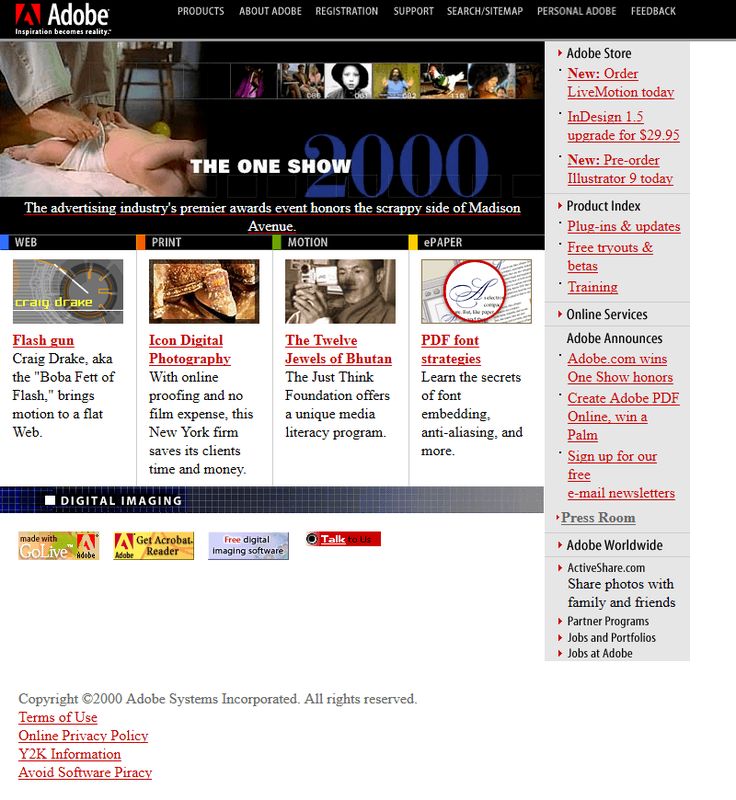 Adobe
Inspiration becomes reality.™
PRODUCTS ABOUT ADOBE REGISTRATION SUPPORT SEARCH/SITEMAP PERSONAL ADOBE FEEDBACK
086 061 082 116
THE ONE SHOW 2000
The advertising industry's premier awards event honors the scrappy side of Madison
Avenue.
WEB
PRINT
MOTION
ePAPER
craig drake
Flash gun
Craig Drake, aka
the "Boba Fett of
Flash," brings
motion to a flat
Web.
Icon Digital
Photography
With online
proofing and no
film expense, this
New York firm
saves its clients
time and money.
The Twelve
Jewels of Bhutan
The Just Think
Foundation offers
a unique media
literacy program.
PDF font
strategies
Learn the secrets
of font
embedding,
anti-aliasing, and
more.
DIGITAL IMAGING
made with
GoLive™
Adobe
Get Acrobat
Reader
Adobe
Free digital
imaging software
Talk to Us
Adobe Store
New: Order
LiveMotion today
InDesign 1.5
upgrade for $29.95
New: Pre-order
Illustrator 9 today
Product Index
Plug-ins & updates
Free tryouts &
betas
Training
Online Services
Adobe Announces
Adobe.com wins
One Show honors
Create Adobe PDF
Online, win a
Palm
Sign up for our
free
e-mail newsletters
Press Room
Adobe Worldwide
ActiveShare.com
Share photos with
family and friends
Partner Programs
Jobs and Portfolios
Jobs at Adobe
Copyright ©2000 Adobe Systems Incorporated. All rights reserved.
Terms of Use
Online Privacy Policy
Y2K Information
Avoid Software Piracy